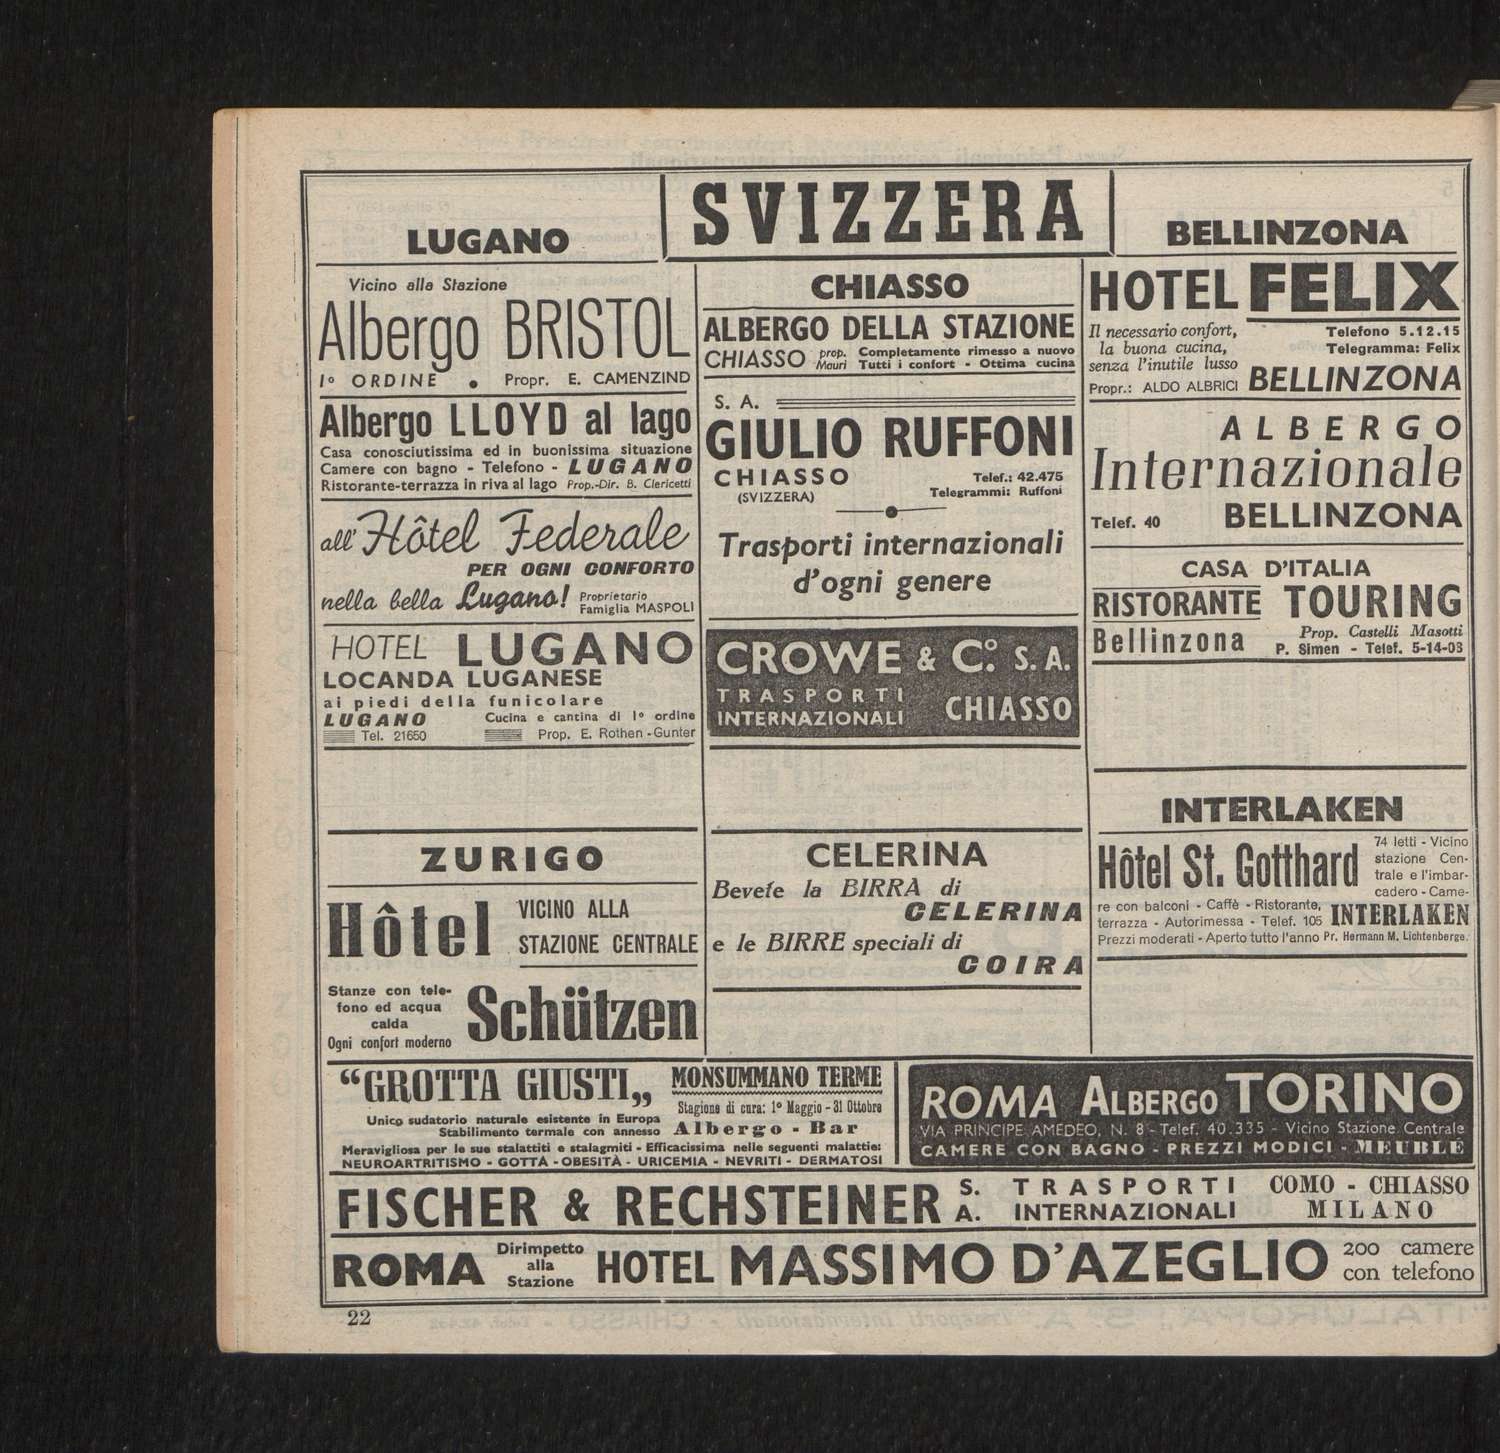 SVIZZERA
LUGANO
Vicino alla Stazione
Albergo BRISTOL
1º ORDINE • Propr. E. CAMENZIND
Albergo LLOYD al lago
Casa conosciutissima ed in buonissima situazione
Camere con bagno - Telefono - LUGANO
Ristorante-terrazza in riva al lago Prop.-Dir. B. Clericetti
all' Hôtel Federale
PER OGNI CONFORTO
nella bella Lugano! Proprietario
Famiglia MASPOLI
HOTEL LUGANO
LOCANDA LUGANESE
ai piedi della funicolare
LUGANO Cucina e cantina di 1º ordine
Tel. 21650 Prop. E. Rothen - Gunter
ZURIGO
Hôtel VICINO ALLA
STAZIONE CENTRALE
Stanze con tele-
fono ed acqua
calda
Ogni confort moderno
Schützen
CHIASSO
ALBERGO DELLA STAZIONE
CHIASSO prop. Mauri
Completamente rimesso a nuovo
Tutti i confort - Ottima cucina
S. A.
GIULIO RUFFONI
CHIASSO
(SVIZZERA)
Telef.: 42.475
Telegrammi: Ruffoni
Trasporti internazionali
d'ogni genere
CROWE & Cº. S. A.
TRASPORTI
INTERNAZIONALI
CHIASSO
CELERINA
Bevete la BIRRA di
CELERINA
e le BIRRE speciali di
COIRA
BELLINZONA
HOTEL FELIX
Il necessario confort,
la buona cucina,
senza l'inutile lusso
Telefono 5.12.15
Telegramma: Felix
Propr.: ALDO ALBRICI BELLINZONA
ALBERGO
Internazionale
Telef. 40 BELLINZONA
CASA D'ITALIA
RISTORANTE TOURING
Bellinzona
Prop. Castelli Masotti
P. Simen - Telef. 5-14-03
INTERLAKEN
Hôtel St. Gotthard
74 letti - Vicino
stazione Cen-
trale e l'imbar-
cadero - Came-
re con balconi - Caffè - Ristorante,
terrazza - Autorimessa - Telef. 105 INTERLAKEN
Prezzi moderati - Aperto tutto l'anno Pr. Hermann M. Lichtenberge.
“GROTTA GIUSTI„
MONSUMMANO TERME
Stagione di cura: 1º Maggio - 31 Ottobre
Unico sudatorio naturale esistente in Europa
Stabilimento termale con annesso Albergo - Bar
Meravigliosa per le sue stalattiti e stalagmiti - Efficacissima nelle seguenti malattie:
NEUROARTRITISMO - GOTTA - OBESITÀ - URICEMIA - NEVRITI - DERMATOSI
ROMA ALBERGO TORINO
VIA PRINCIPE AMEDEO, N. 8 - Telef. 40.335 - Vicino Stazione Centrale
CAMERE CON BAGNO - PREZZI MODICI - MEUBLÉ
FISCHER & RECHSTEINER S. A.
TRASPORTI
INTERNAZIONALI
COMO - CHIASSO
MILANO
ROMA Dirimpetto
alla
Stazione
HOTEL MASSIMO D'AZEGLIO
200 camere
con telefono
22